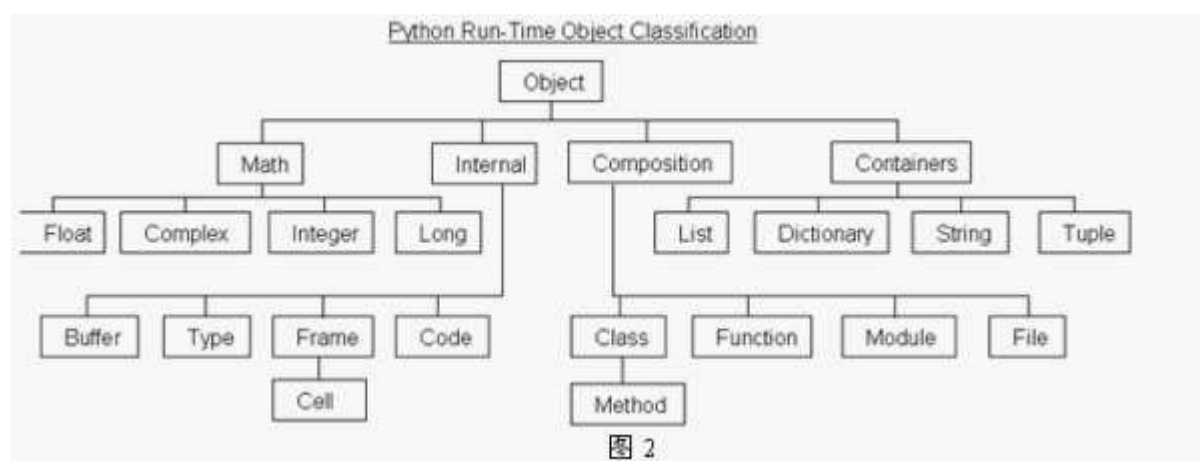 Python Run-Time Object Classification
Object
Math Internal Composition Containers
Float Complex Integer Long List Dictionary String Tuple
Buffer Type Frame Code Class Function Module File
Cell Method
图 2